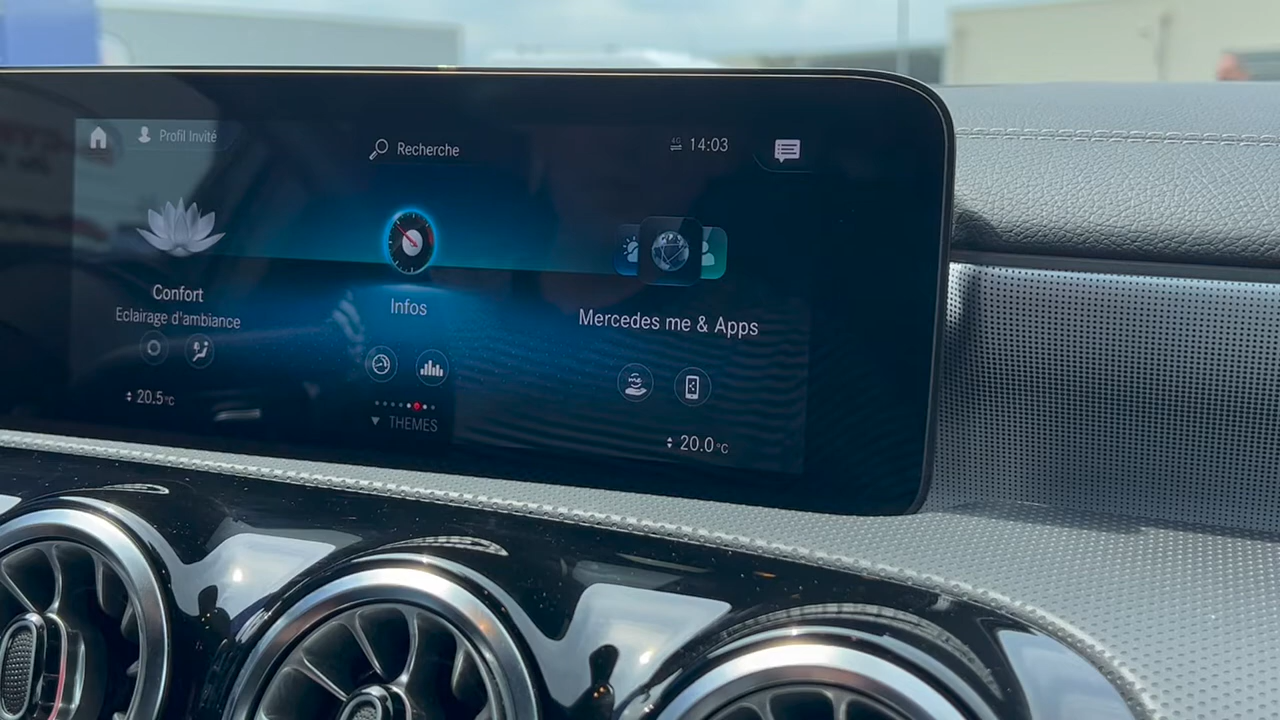 Profil Invité
Recherche
4G
14:03
Confort
Eclairage d'ambiance
20.5°C
Infos
THEMES
Mercedes me & Apps
20.0°C